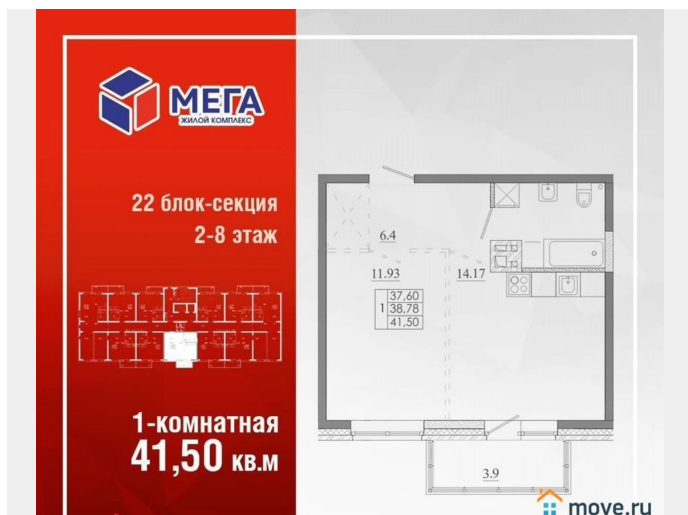 МЕГА
ЖИЛОЙ КОМПЛЕКС
22 блок-секция
2-8 этаж
1-комнатная
41,50 кв.м
6.4
11.93
14.17
37,60
1 38,78
41,50
3.9
move.ru